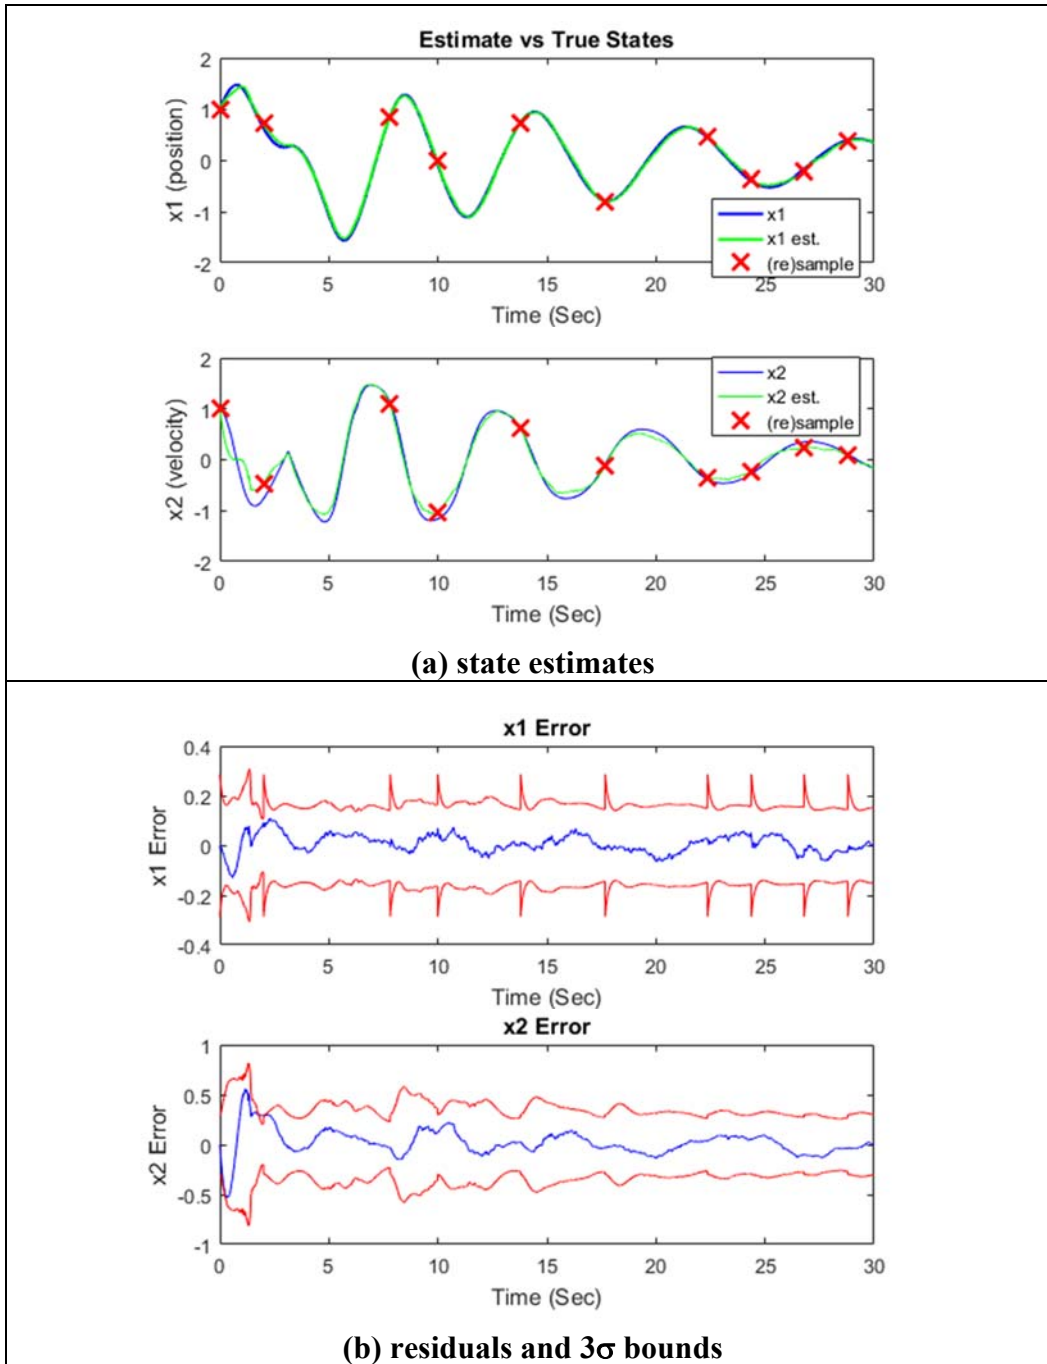 Estimate vs True States
2
1
0
-1
-2
x1 (position)
x1
x1 est.
(re)sample
0 5 10 15 20 25 30
Time (Sec)
2
1
0
-1
-2
x2 (velocity)
x2
x2 est.
(re)sample
0 5 10 15 20 25 30
Time (Sec)
(a) state estimates
x1 Error
0.4
0.2
0
-0.2
-0.4
x1 Error
0 5 10 15 20 25 30
Time (Sec)
x2 Error
1
0.5
0
-0.5
-1
x2 Error
0 5 10 15 20 25 30
Time (Sec)
(b) residuals and 3σ bounds